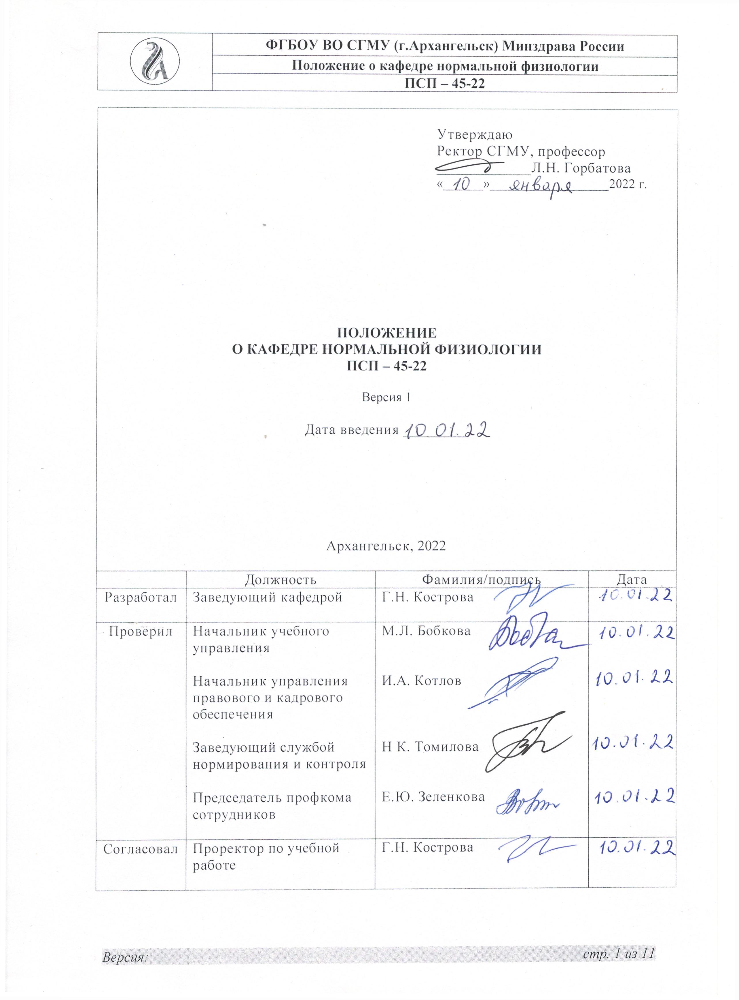 ФГБОУ ВО СГМУ (г.Архангельск) Минздрава России
Положение о кафедре нормальной физиологии
ПСП – 45-22
Утверждаю
Ректор СГМУ, профессор
Л.Н. Горбатова
«10» января 2022 г.
ПОЛОЖЕНИЕ
О КАФЕДРЕ НОРМАЛЬНОЙ ФИЗИОЛОГИИ
ПСП – 45-22
Версия 1
Дата введения 10 01.22
Архангельск, 2022
Должность Фамилия/подпись Дата
Разработал Заведующий кафедрой Г.Н. Кострова 10.01.22
Проверил Начальник учебного М.Л. Бобкова 10.01.22
управления
Начальник управления И.А. Котлов 10.01.22
правового и кадрового
обеспечения
Заведующий службой Н К. Томилова 10.01.22
нормирования и контроля
Председатель профкома Е.Ю. Зеленкова 10.01.22
сотрудников
Согласовал Проректор по учебной Г.Н. Кострова 10.01.22
работе
Версия: стр. 1 из 11